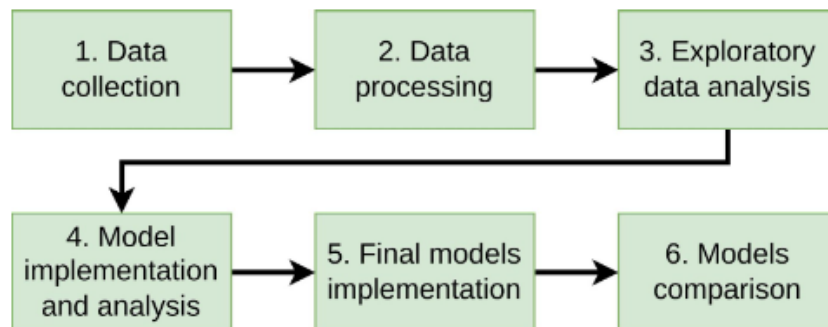 1. Data
collection
2. Data
processing
3. Exploratory
data analysis
4. Model
implementation
and analysis
5. Final models
implementation
6. Models
comparison